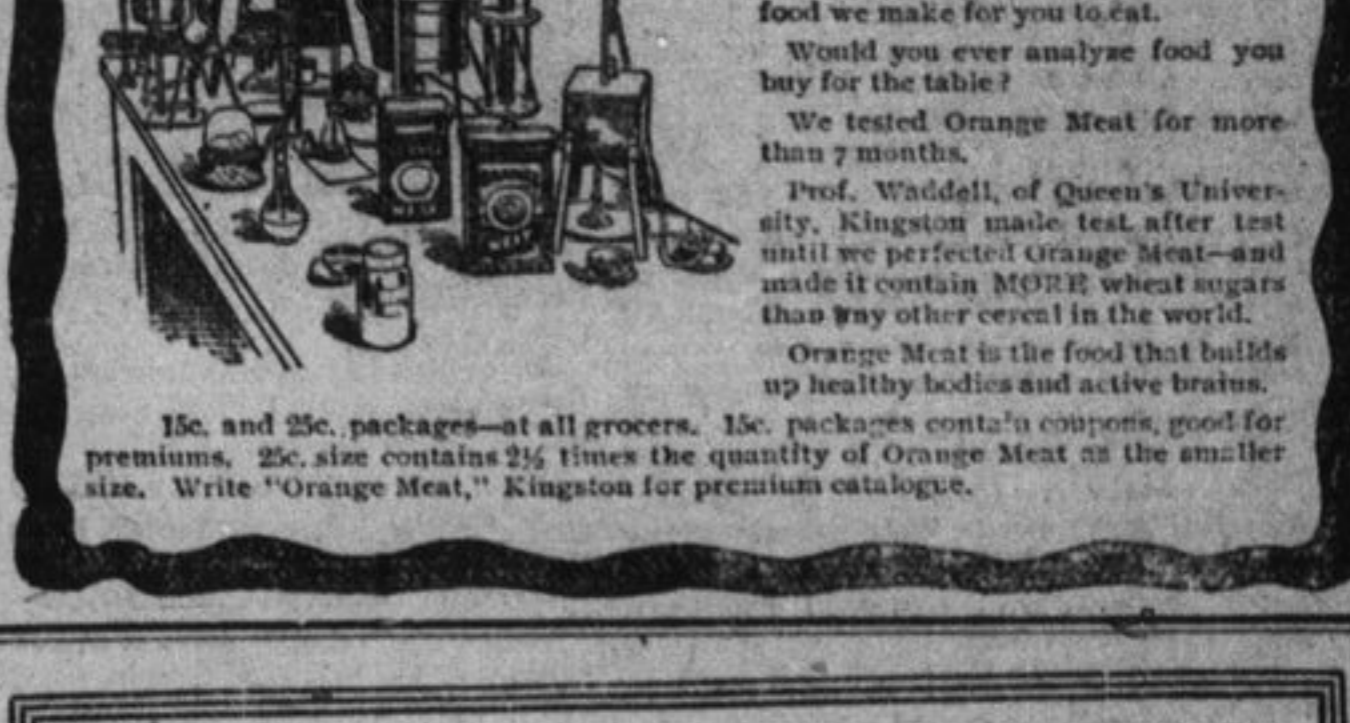 food we make for you to eat.
Would you ever analyze food you
buy for the table?
We tested Orange Meat for more
than 7 months.
Prof. Waddell, of Queen's Univer-
sity, Kingston made test after test
until we perfected Orange Meat—and
made it contain MORE wheat sugars
than any other cereal in the world.
Orange Meat is the food that builds
up healthy bodies and active brains.
15c. and 25c. packages—at all grocers. 15c. packages contain coupons, good for
premiums. 25c. size contains 2½ times the quantity of Orange Meat as the smaller
size. Write "Orange Meat," Kingston for premium catalogue.